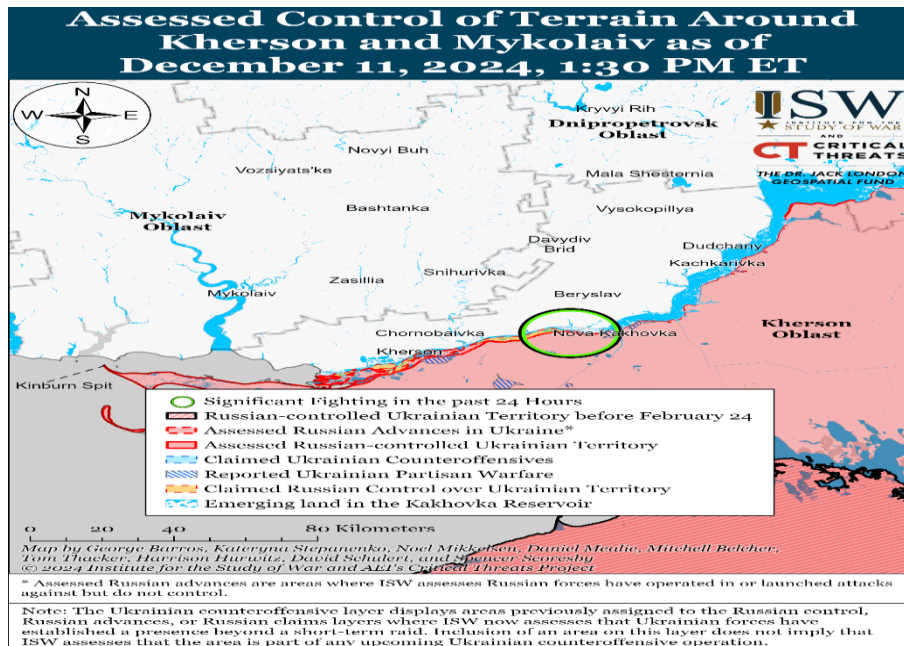 Assessed Control of Terrain Around
Kherson and Mykolaiv as of
December 11, 2024, 1:30 PM ET
N
W E
S
Kryvyi Rih
Dnipropetrovsk
Oblast
ISW
INSTITUTE FOR THE
STUDY OF WAR
AND
CT CRITICAL
THREATS
THE DR. JACK LONDON
GEOSPATIAL FUND
Novyi Buh
Vozsiyats'ke
Mala Shesternia
Bashtanka
Vysokopillya
Mykolaiv
Oblast
Davydiv
Brid
Dudchany
Kachkarivka
Snihurivka
Zasillia
Mykolaiv
Beryslav
Chornobaivka
Nova Kakhovka
Kherson
Kherson
Oblast
Kinburn Spit
Significant Fighting in the past 24 Hours
Russian-controlled Ukrainian Territory before February 24
Assessed Russian Advances in Ukraine*
Assessed Russian-controlled Ukrainian Territory
Claimed Ukrainian Counteroffensives
Reported Ukrainian Partisan Warfare
Claimed Russian Control over Ukrainian Territory
Emerging land in the Kakhovka Reservoir
0 20 40 80 Kilometers
Map by George Barros, Kateryna Stepanenko, Noel Mikkelsen, Daniel Mealie, Mitchell Belcher,
Tom Thacker, Harrison Hurwitz, David Schulert, and Spencer Scoresby
© 2024 Institute for the Study of War and AEI's Critical Threats Project
* Assessed Russian advances are areas where ISW assesses Russian forces have operated in or launched attacks
against but do not control.
Note: The Ukrainian counteroffensive layer displays areas previously assigned to the Russian control,
Russian advances, or Russian claims layers where ISW now assesses that Ukrainian forces have
established a presence beyond a short-term raid. Inclusion of an area on this layer does not imply that
ISW assesses that the area is part of any upcoming Ukrainian counteroffensive operation.